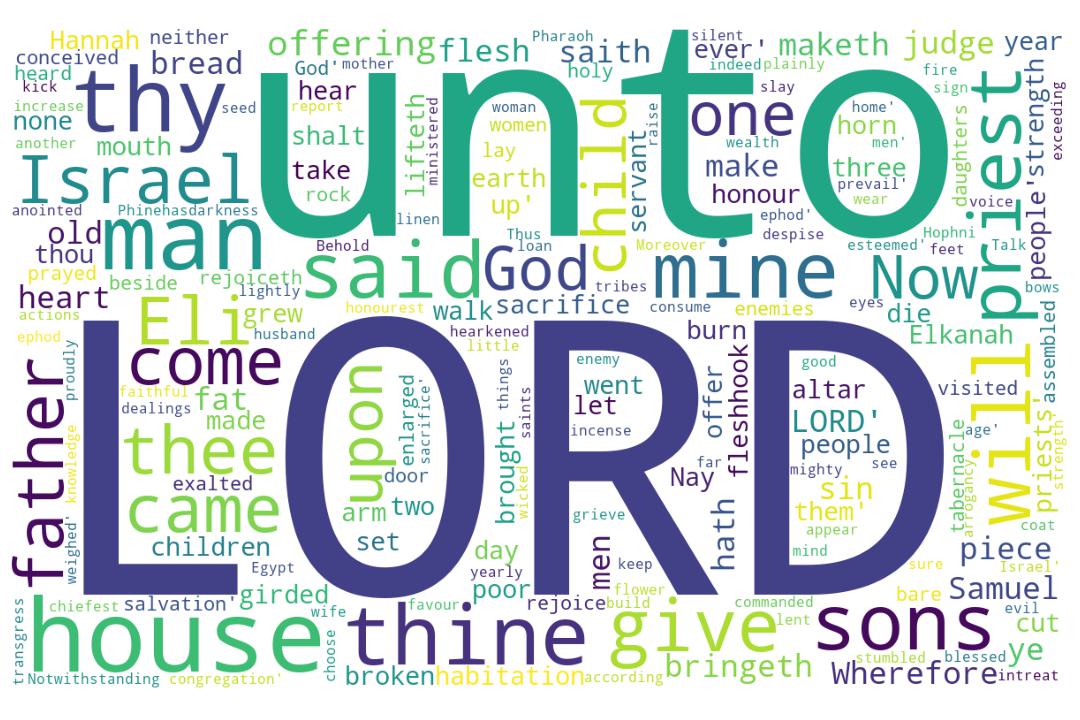 Hannah neither offering flesh Pharaoh saith silent ever' maketh judge year
conceived thy bread God' mother unto holy indeed plainly people' strength
heard hear lifteth ministered woman child raise slay fire sign priest exceeding
kick seed report women one home' men' horn
increase none shalt servant wealth make daughters
another mouth take lay three
Israel rock earth up' honour prevail' wear
anointed Phinehas darkness linen Thus loan ephod' despise voice
old man Behold Moreover esteemed' Hophni feet Talk
thou said God tribes mine Now bows
prayed beside rejoiceth eyes
heart Eli lightly honourest walk sacrifice consume enemies die assembled
actions grew hearkened burn Elkanah
ephod husband little
father proudly come upon enlarged sacrifice' things saints LORD enemy offer fleshhook good will
faithful fat went altar visited
dealings made door brought let LORD' age'
thee incense people tabernacle arrogancy priests' strength'
knowledge exalted wicked Nay far mighty see
came arm two sin
weighed' set grieve hath them' appear coat
children day men mind piece
Egypt yearly keep sure Israel'
transgress chiefest salvation' girded wife favour poor rejoice flower build commanded bare Samuel
house choose thine give lent sons evil cut
stumbled blessed ye
Notwithstanding congregation' broken habitation according bringeth Wherefore intreat